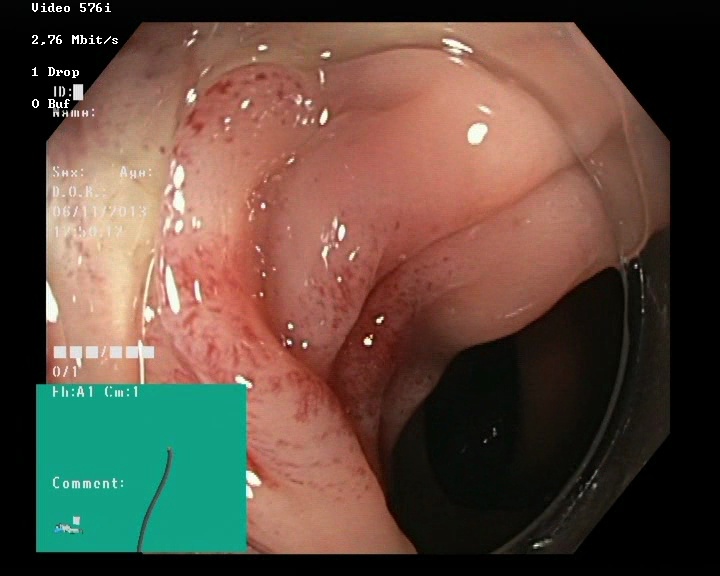 Video 576i
2,76 Mbit/s
1 Drop
ID:
0 Buf
Name:
Sex: Age:
D.O.B.:
06/11/2013
17:50:12
/
0/1
Eh:A1 Cm:1
Comment: